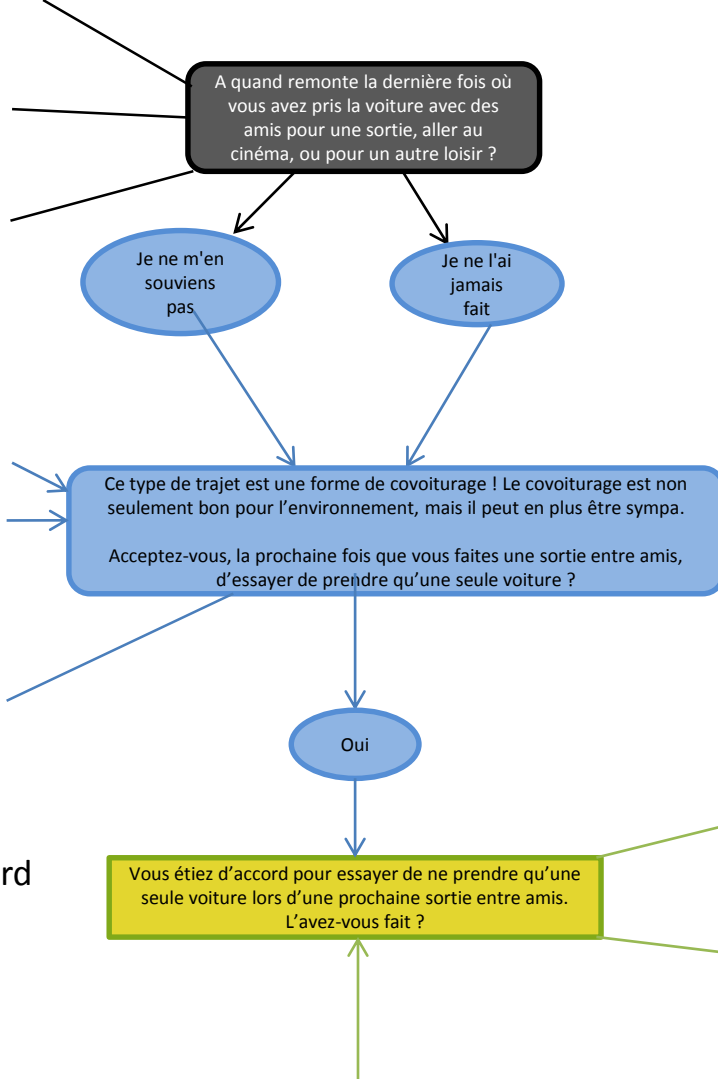 A quand remonte la dernière fois où
vous avez pris la voiture avec des
amis pour une sortie, aller au
cinéma, ou pour un autre loisir ?
Je ne m'en
souviens
pas
Je ne l'ai
jamais
fait
Ce type de trajet est une forme de covoiturage ! Le covoiturage est non
seulement bon pour l’environnement, mais il peut en plus être sympa.
Acceptez-vous, la prochaine fois que vous faites une sortie entre amis,
d’essayer de prendre qu’une seule voiture ?
Oui
rd
Vous étiez d’accord pour essayer de ne prendre qu’une
seule voiture lors d’une prochaine sortie entre amis.
L’avez-vous fait ?